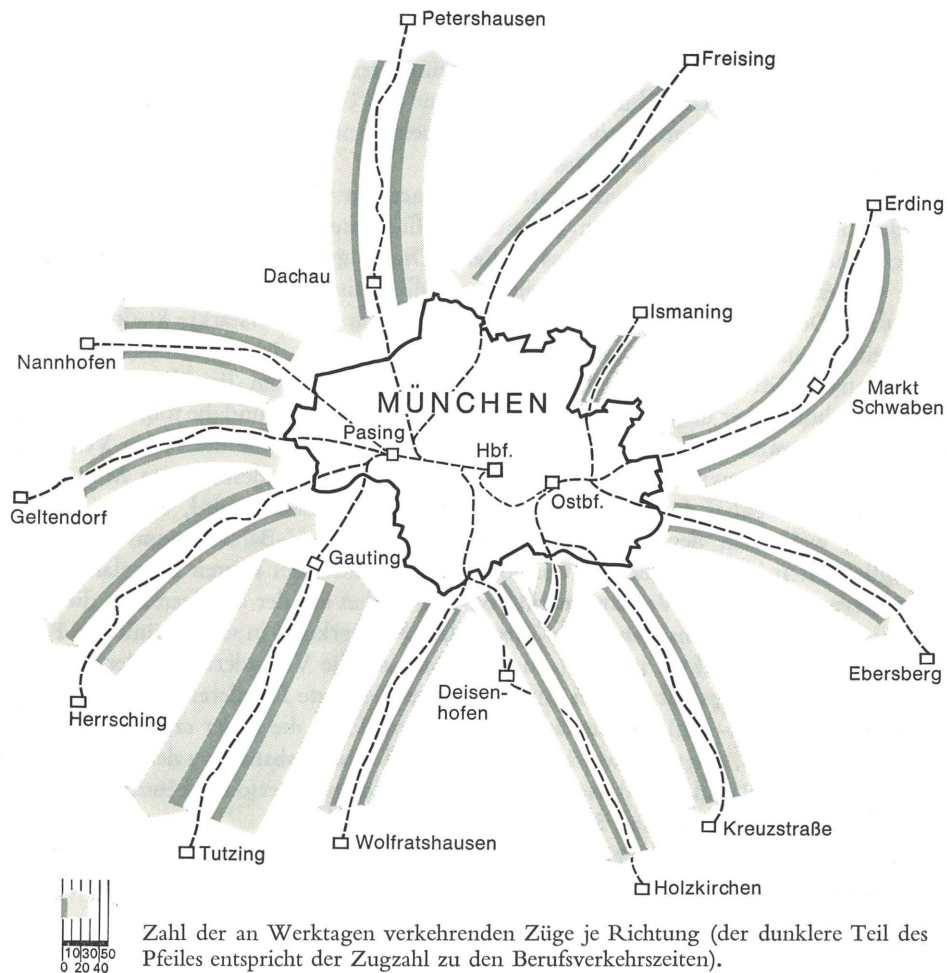 Petershausen
Freising
Erding
Dachau
Ismaning
Nannhofen
Markt
Schwaben
MÜNCHEN
Pasing
Hbf.
Ostbf.
Geltendorf
Gauting
Ebersberg
Herrsching
Deisen-
hofen
Kreuzstraße
Wolfratshausen
Tutzing
Holzkirchen
10 30 50
0 20 40
Zahl der an Werktagen verkehrenden Züge je Richtung (der dunklere Teil des
Pfeiles entspricht der Zugzahl zu den Berufsverkehrszeiten).